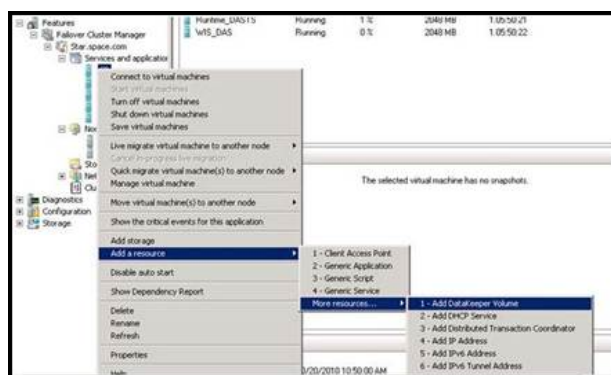 Features
Failover Cluster Manager
Star.space.com
Services and application
Diagnostics
Configuration
Storage
Runtime_DASTS Running 1 % 2048 MB 1.05:50:21
WIS_DAS Running 0 % 2048 MB 1.05:50:22
The selected virtual machine has no snapshots.
Connect to virtual machines
Start virtual machines
Turn off virtual machines
Shut down virtual machines
Save virtual machines
Live migrate virtual machine to another node
Cancel in-progress live migration
Quick migrate virtual machine(s) to another node
Manage virtual machine
Move virtual machine(s) to another node
Show the critical events for this application
Add storage
Add a resource
Disable auto start
Show Dependency Report
Delete
Rename
Refresh
Properties
Help
1 - Client Access Point
2 - Generic Application
3 - Generic Script
4 - Generic Service
More resources...
1 - Add DataKeeper Volume
2 - Add DHCP Service
3 - Add Distributed Transaction Coordinator
4 - Add IP Address
5 - Add IPv6 Address
6 - Add IPv6 Tunnel Address
0/20/2010 10:50:00 AM